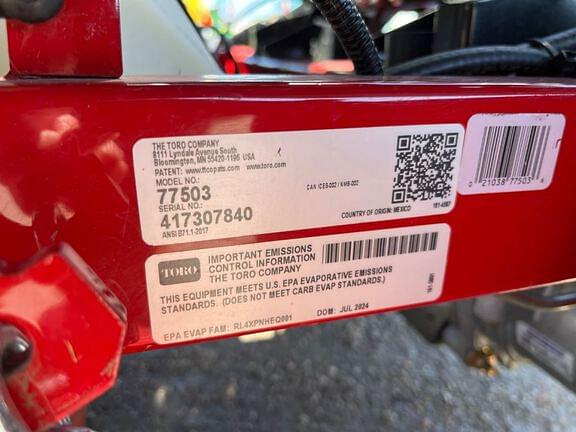 THE TORO COMPANY
8111 Lyndale Avenue South
Bloomington, MN 55420-1196 USA
PATENT: www.ttcopats.com www.toro.com
MODEL NO.:
77503
SERIAL NO.:
417307840
ANSI B71.1-2017
CAN ICES-002 / NMB-002
COUNTRY OF ORIGIN: MEXICO
0 21038 77503 6
TORO
IMPORTANT EMISSIONS
CONTROL INFORMATION
THE TORO COMPANY
THIS EQUIPMENT MEETS U.S. EPA EVAPORATIVE EMISSIONS
STANDARDS. (DOES NOT MEET CARB EVAP STANDARDS.)
EPA EVAP FAM: RL4XPNHEQ001
DOM: JUL 2024